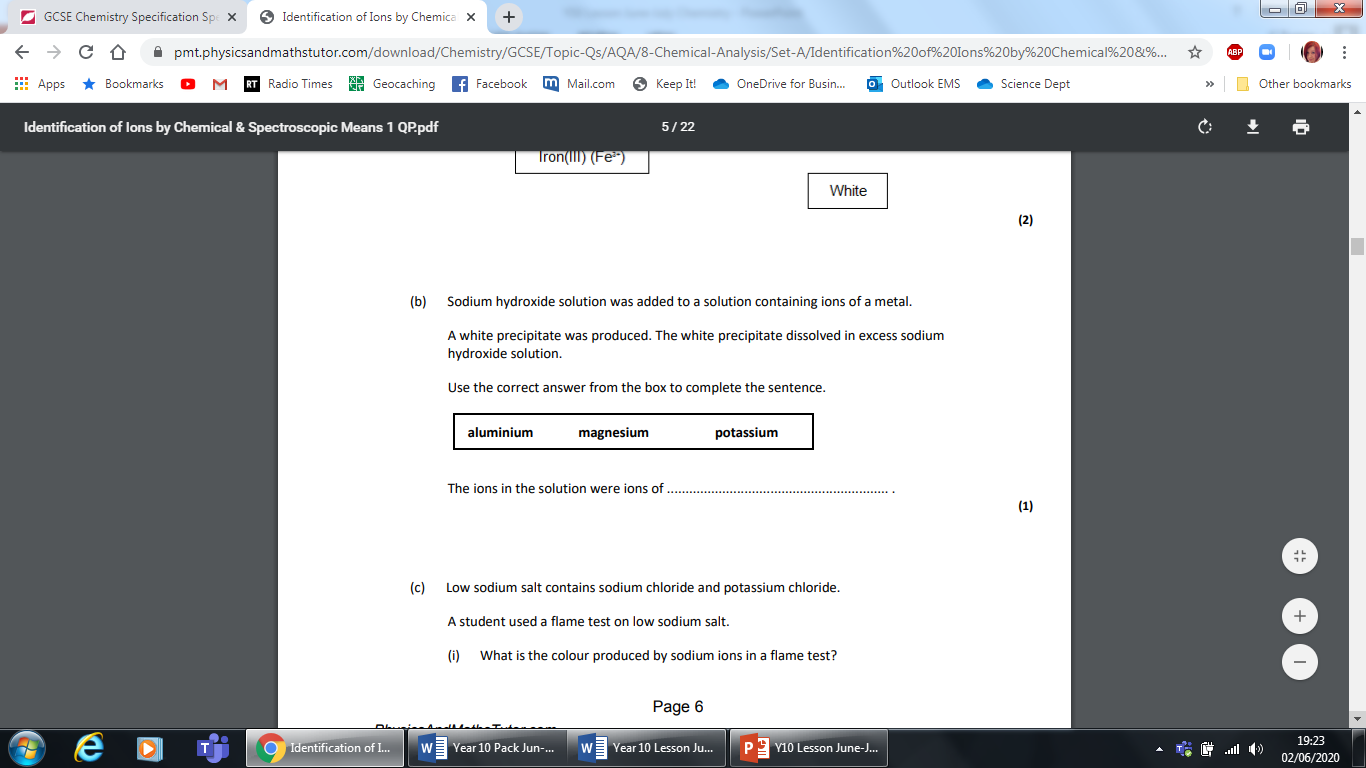 GCSE Chemistry Specification Spe
Identification of Ions by Chemica
pmt.physicsandmathstutor.com/download/Chemistry/GCSE/Topic-Qs/AQA/8-Chemical-Analysis/Set-A/Identification%20of%20Ions%20by%20Chemical%20&%...
ABP
Apps Bookmarks RT Radio Times Geocaching Facebook Mail.com Keep It! OneDrive for Busin... Outlook EMS Science Dept » Other bookmarks
Identification of Ions by Chemical & Spectroscopic Means 1 QP.pdf 5 / 22
Iron(III) (Fe³⁺)
White
(2)
(b) Sodium hydroxide solution was added to a solution containing ions of a metal.
A white precipitate was produced. The white precipitate dissolved in excess sodium
hydroxide solution.
Use the correct answer from the box to complete the sentence.
aluminium magnesium potassium
The ions in the solution were ions of ............................................................ .
(1)
(c) Low sodium salt contains sodium chloride and potassium chloride.
A student used a flame test on low sodium salt.
(i) What is the colour produced by sodium ions in a flame test?
Page 6
PhysicsAndMathsTutor.com
Identification of I... Year 10 Pack Jun-... Year 10 Lesson Ju... Y10 Lesson June-J... 19:23
02/06/2020